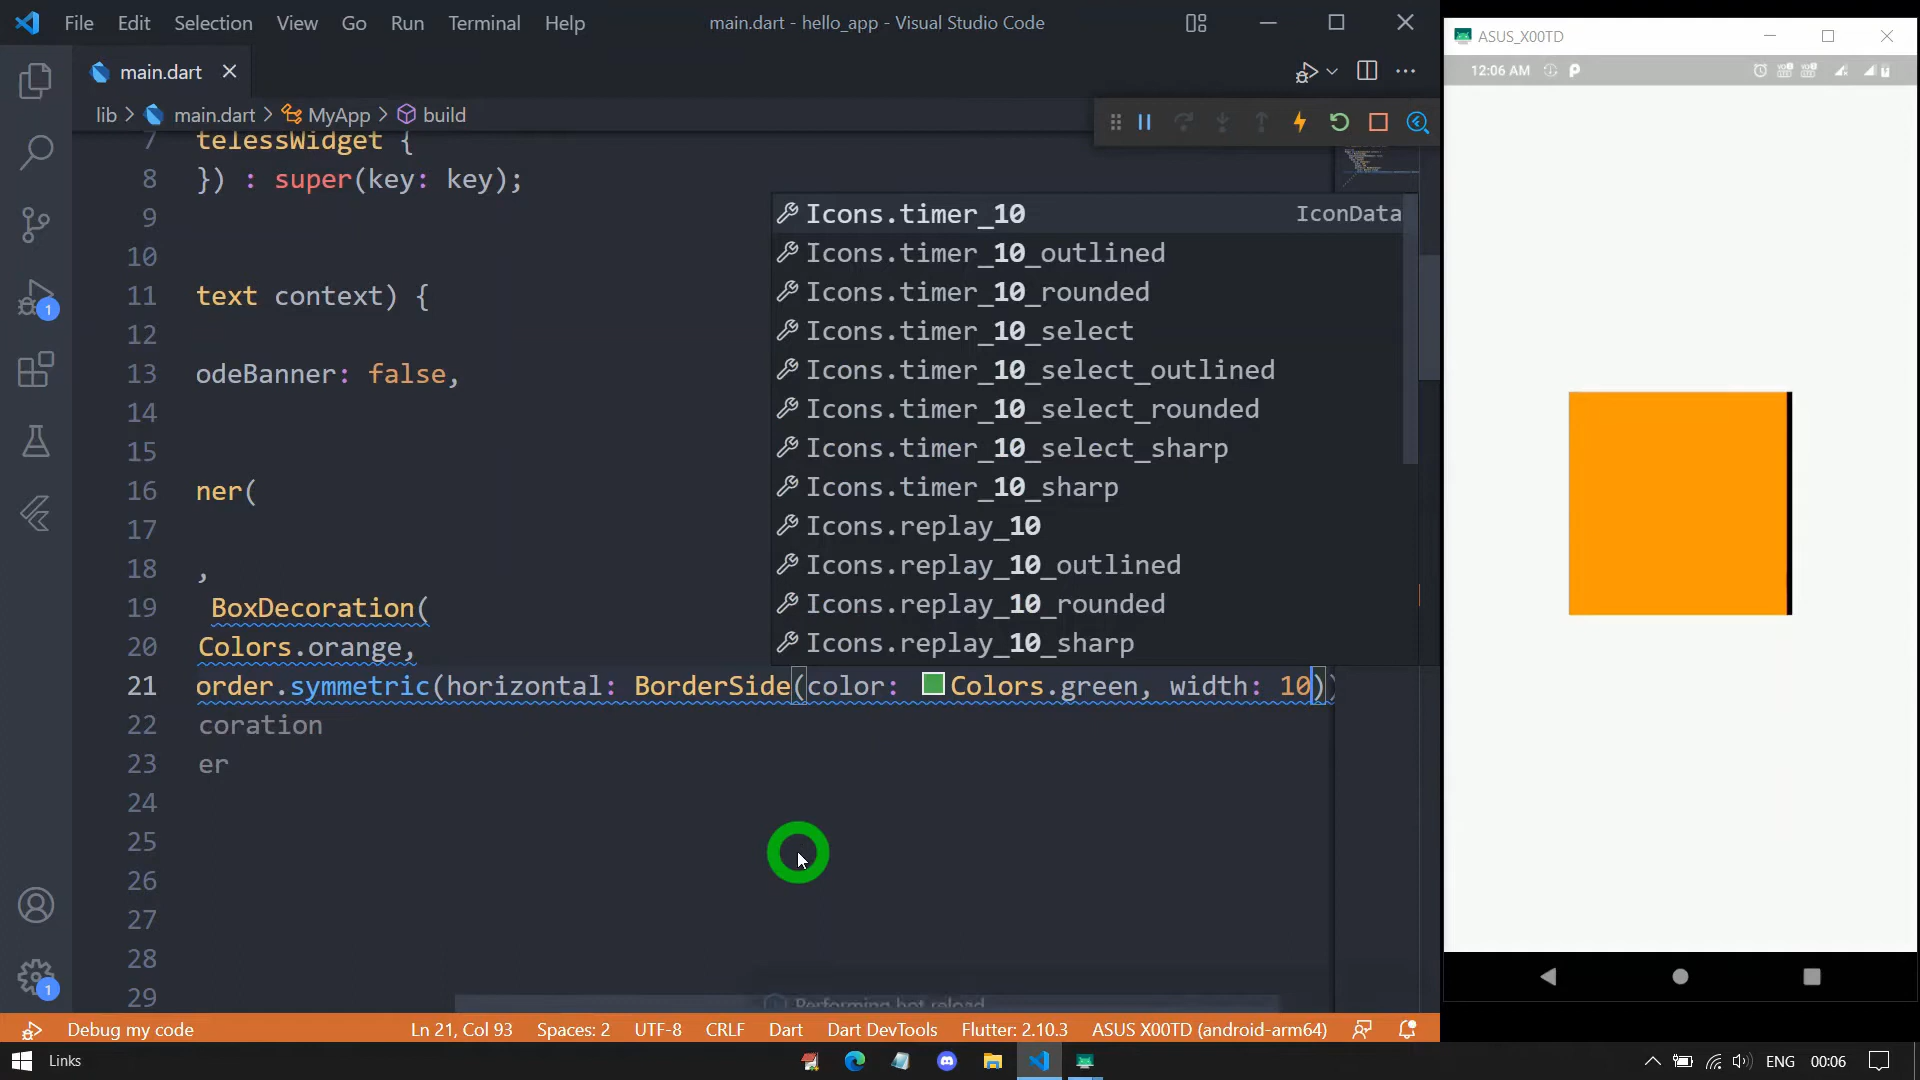 File Edit Selection View Go Run Terminal Help
main.dart - hello_app - Visual Studio Code
ASUS_X00TD
12:06 AM
main.dart
lib > main.dart > MyApp > build
7 telessWidget {
8 }) : super(key: key);
9
10
11 text context) {
12
13 odeBanner: false,
14
15
16 ner(
17
18 ,
19 BoxDecoration(
20 Colors.orange,
21 order.symmetric(horizontal: BorderSide(color: Colors.green, width: 10))
22 coration
23 er
24
25
26
27
28
29
Icons.timer_10 IconData
Icons.timer_10_outlined
Icons.timer_10_rounded
Icons.timer_10_select
Icons.timer_10_select_outlined
Icons.timer_10_select_rounded
Icons.timer_10_select_sharp
Icons.timer_10_sharp
Icons.replay_10
Icons.replay_10_outlined
Icons.replay_10_rounded
Icons.replay_10_sharp
1
1
Performing hot reload
Debug my code Ln 21, Col 93 Spaces: 2 UTF-8 CRLF Dart Dart DevTools Flutter: 2.10.3 ASUS X00TD (android-arm64)
Links ENG 00:06